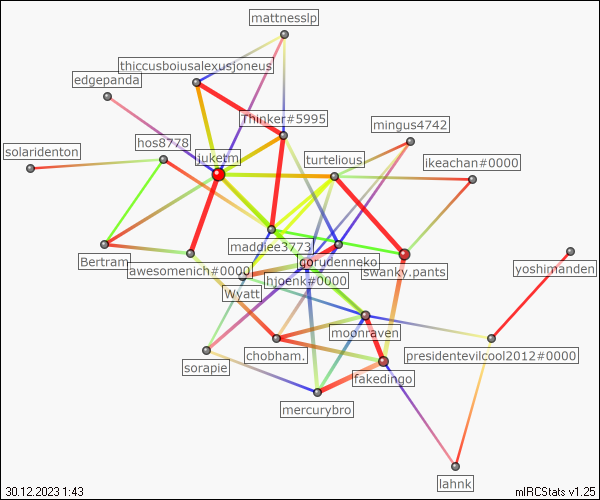 mattnesslp
thiccusboiusalexusjoneus
edgepanda
Thinker#5995
mingus4742
hos8778
solaridenton
juketm
turtelious
ikeachan#0000
maddie3773
Bertram
gorudenneko
awesomenich#0000
swanky.pants
yoshimanden
hjoenk#0000
Wyatt
moonraven
chobham.
presidentevilcool2012#0000
sorapie
fakedingo
mercurybro
lahnk
30.12.2023 1:43
mIRCStats v1.25